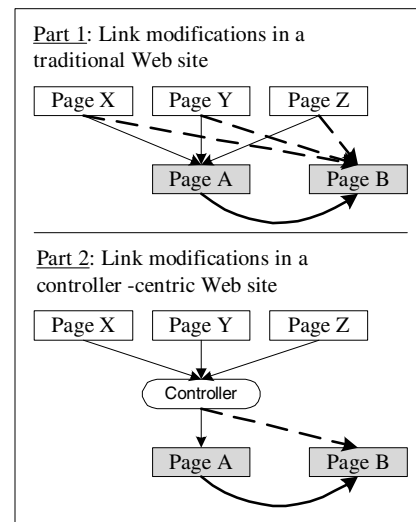 Part 1: Link modifications in a
traditional Web site
Page X Page Y Page Z
Page A Page B
Part 2: Link modifications in a
controller -centric Web site
Page X Page Y Page Z
Controller
Page A Page B